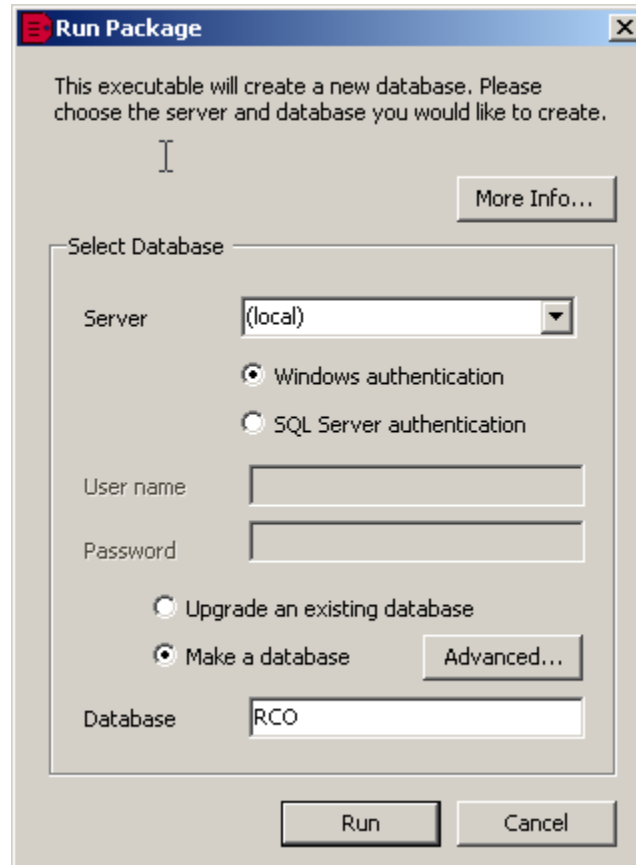 Run Package
This executable will create a new database. Please
choose the server and database you would like to create.
More Info...
Select Database
Server (local)
Windows authentication
SQL Server authentication
User name
Password
Upgrade an existing database
Make a database Advanced...
Database RCO
Run Cancel